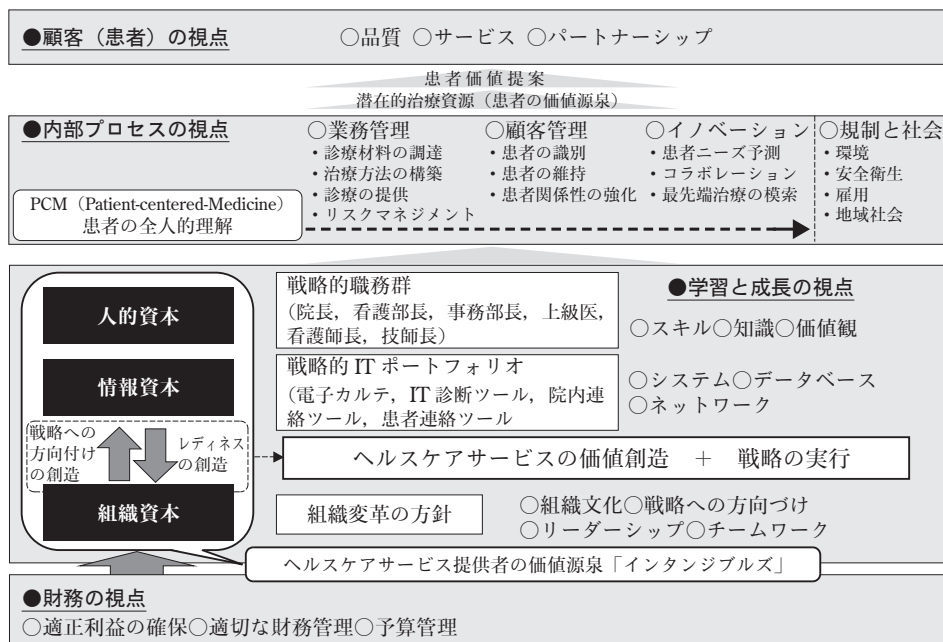 ●顧客(患者)の視点 ○品質 ○サービス ○パートナーシップ
患者価値提案
潜在的治療資源(患者の価値源泉)
●内部プロセスの視点
PCM(Patient-centered-Medicine)
患者の全人的理解
○業務管理
・診療材料の調達
・治療方法の構築
・診療の提供
・リスクマネジメント
○顧客管理
・患者の識別
・患者の維持
・患者関係性の強化
○イノベーション
・患者ニーズ予測
・コラボレーション
・最先端治療の模索
○規制と社会
・環境
・安全衛生
・雇用
・地域社会
人的資本
戦略的職務群
(院長,看護部長,事務部長,上級医,
看護師長,技師長)
●学習と成長の視点
○スキル○知識○価値観
情報資本
戦略的 IT ポートフォリオ
(電子カルテ,IT 診断ツール,院内連
絡ツール,患者連絡ツール
○システム○データベース
○ネットワーク
戦略への
方向付け
の創造
レディネス
の創造
ヘルスケアサービスの価値創造 + 戦略の実行
組織資本
組織変革の方針
○組織文化○戦略への方向づけ
○リーダーシップ○チームワーク
ヘルスケアサービス提供者の価値源泉「インタンジブルズ」
●財務の視点
○適正利益の確保○適切な財務管理○予算管理